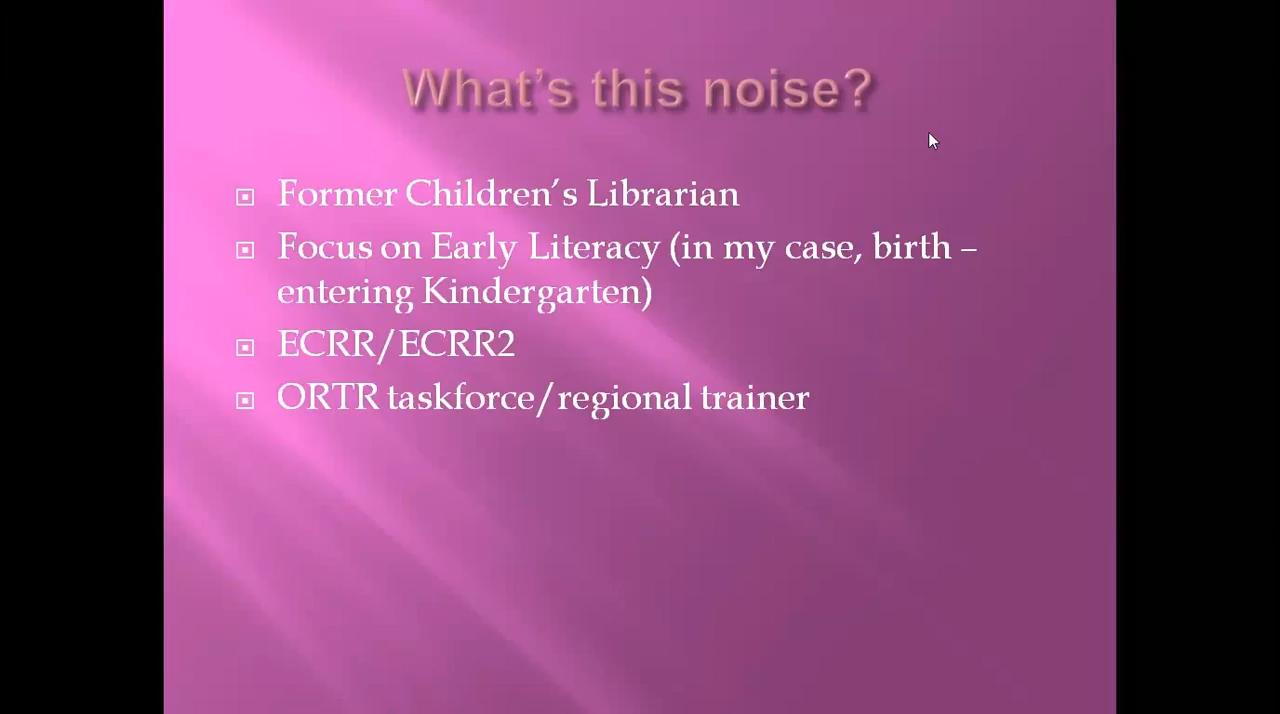 What's this noise?
Former Children's Librarian
Focus on Early Literacy (in my case, birth –
entering Kindergarten)
ECRR/ECRR2
ORTR taskforce/regional trainer